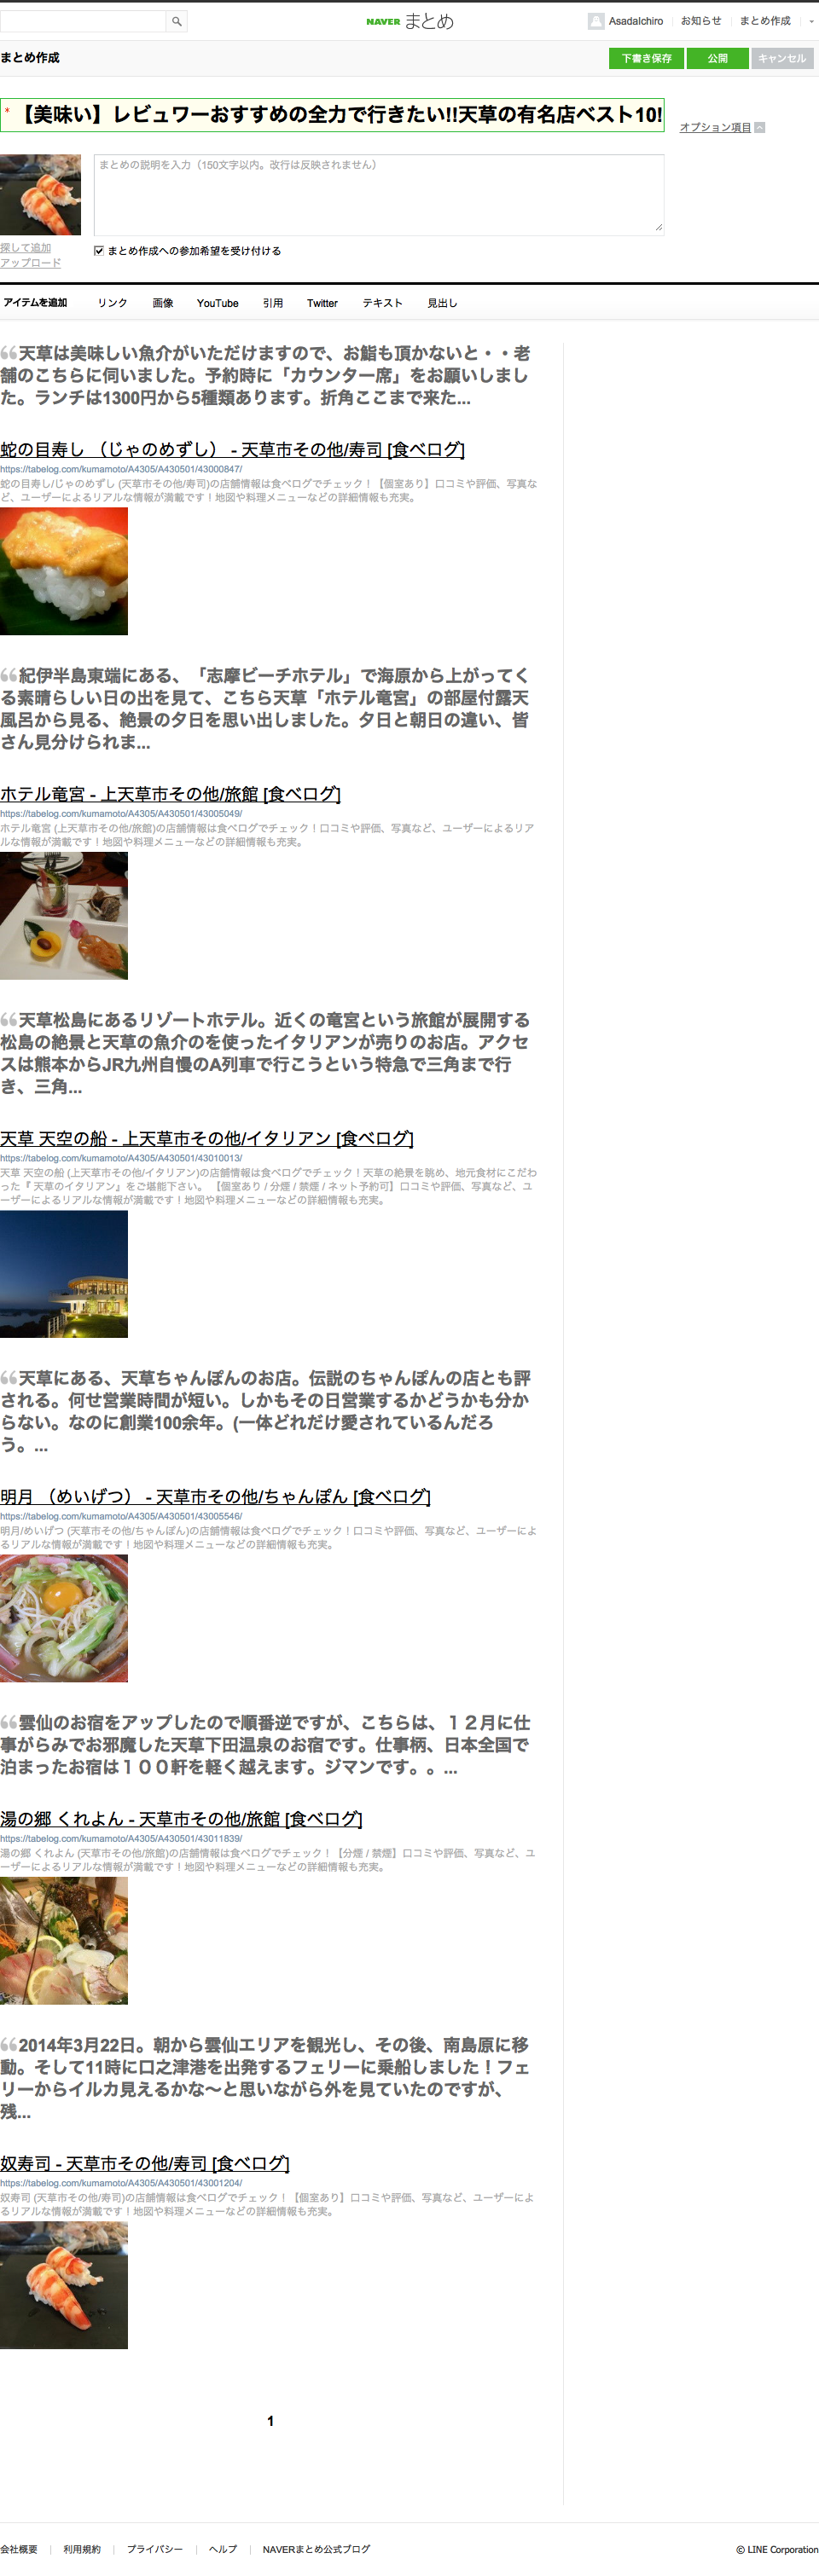 NAVER まとめ
AsadaIchiro お知らせ まとめ作成
まとめ作成
下書き保存 公開 キャンセル
* 【美味い】レビュワーおすすめの全力で行きたい!!天草の有名店ベスト10!
オプション項目
まとめの説明を入力（150文字以内。改行は反映されません）
探して追加
アップロード
まとめ作成への参加希望を受け付ける
アイテムを追加 リンク 画像 YouTube 引用 Twitter テキスト 見出し
“天草は美味しい魚介がいただけますので、お鮨も頂かないと・・老
舗のこちらに伺いました。予約時に「カウンター席」をお願いしまし
た。ランチは1300円から5種類あります。折角ここまで来た...
蛇の目寿し （じゃのめずし） - 天草市その他/寿司 [食べログ]
https://tabelog.com/kumamoto/A4305/A430501/43000847/
蛇の目寿し/じゃのめずし (天草市その他/寿司)の店舗情報は食べログでチェック！【個室あり】口コミや評価、写真な
ど、ユーザーによるリアルな情報が満載です！地図や料理メニューなどの詳細情報も充実。
“紀伊半島東端にある、「志摩ビーチホテル」で海原から上がってく
る素晴らしい日の出を見て、こちら天草「ホテル竜宮」の部屋付露天
風呂から見る、絶景の夕日を思い出しました。夕日と朝日の違い、皆
さん見分けられま...
ホテル竜宮 - 上天草市その他/旅館 [食べログ]
https://tabelog.com/kumamoto/A4305/A430501/43005049/
ホテル竜宮 (上天草市その他/旅館)の店舗情報は食べログでチェック！口コミや評価、写真など、ユーザーによるリア
ルな情報が満載です！地図や料理メニューなどの詳細情報も充実。
“天草松島にあるリゾートホテル。近くの竜宮という旅館が展開する
松島の絶景と天草の魚介のを使ったイタリアンが売りのお店。アクセ
スは熊本からJR九州自慢のA列車で行こうという特急で三角まで行
き、三角...
天草 天空の船 - 上天草市その他/イタリアン [食べログ]
https://tabelog.com/kumamoto/A4305/A430501/43010013/
天草 天空の船 (上天草市その他/イタリアン)の店舗情報は食べログでチェック！天草の絶景を眺め、地元食材にこだわ
った『 天草のイタリアン』をご堪能下さい。 【個室あり / 分煙 / 禁煙 / ネット予約可】口コミや評価、写真など、ユ
ーザーによるリアルな情報が満載です！地図や料理メニューなどの詳細情報も充実。
“天草にある、天草ちゃんぽんのお店。伝説のちゃんぽんの店とも評
される。何せ営業時間が短い。しかもその日営業するかどうかも分か
らない。なのに創業100余年。(一体どれだけ愛されているんだろ
う。...
明月 （めいげつ） - 天草市その他/ちゃんぽん [食べログ]
https://tabelog.com/kumamoto/A4305/A430501/43005546/
明月/めいげつ (天草市その他/ちゃんぽん)の店舗情報は食べログでチェック！口コミや評価、写真など、ユーザーによ
るリアルな情報が満載です！地図や料理メニューなどの詳細情報も充実。
“雲仙のお宿をアップしたので順番逆ですが、こちらは、１２月に仕
事がらみでお邪魔した天草下田温泉のお宿です。仕事柄、日本全国で
泊まったお宿は１００軒を軽く越えます。ジマンです。。...
湯の郷 くれよん - 天草市その他/旅館 [食べログ]
https://tabelog.com/kumamoto/A4305/A430501/43011839/
湯の郷 くれよん (天草市その他/旅館)の店舗情報は食べログでチェック！【分煙 / 禁煙】口コミや評価、写真など、ユ
ーザーによるリアルな情報が満載です！地図や料理メニューなどの詳細情報も充実。
“2014年3月22日。朝から雲仙エリアを観光し、その後、南島原に移
動。そして11時に口之津港を出発するフェリーに乗船しました！フェ
リーからイルカ見えるかな〜と思いながら外を見ていたのですが、
残...
奴寿司 - 天草市その他/寿司 [食べログ]
https://tabelog.com/kumamoto/A4305/A430501/43001204/
奴寿司 (天草市その他/寿司)の店舗情報は食べログでチェック！【個室あり】口コミや評価、写真など、ユーザーによ
るリアルな情報が満載です！地図や料理メニューなどの詳細情報も充実。
1
会社概要 利用規約 プライバシー ヘルプ NAVERまとめ公式ブログ © LINE Corporation